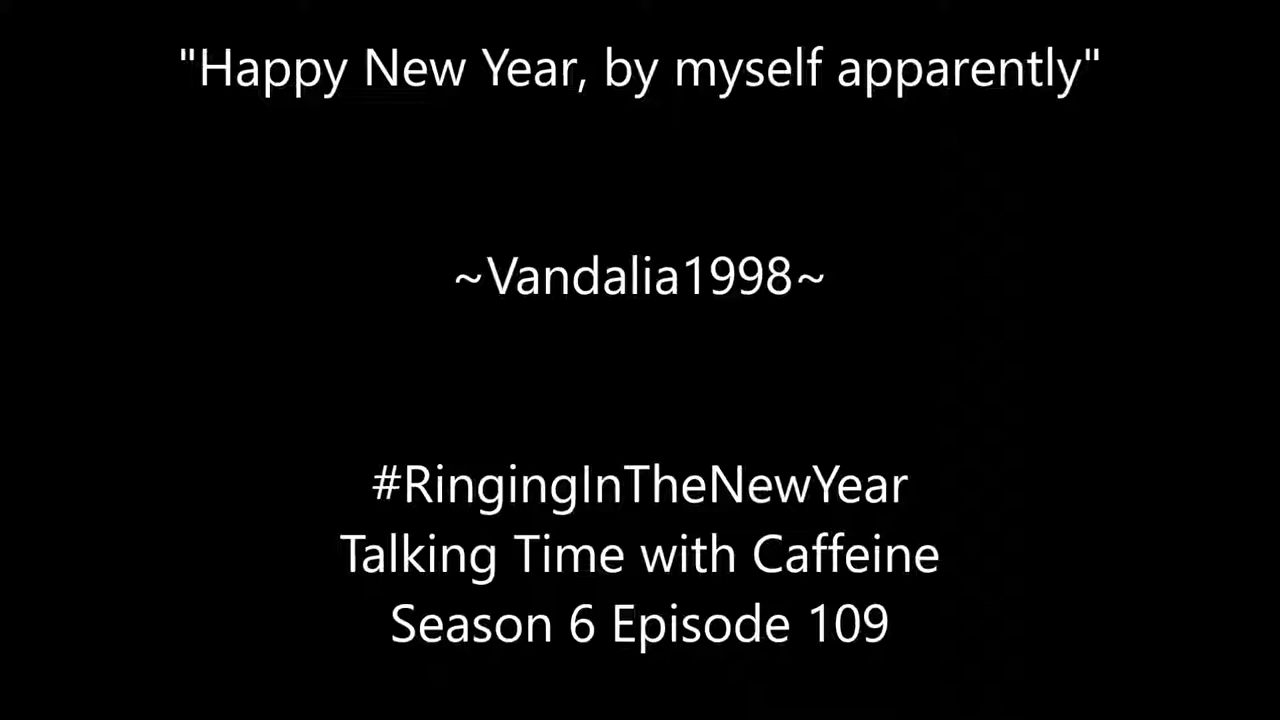 "Happy New Year, by myself apparently"
~Vandalia1998~
#RingingInTheNewYear
Talking Time with Caffeine
Season 6 Episode 109